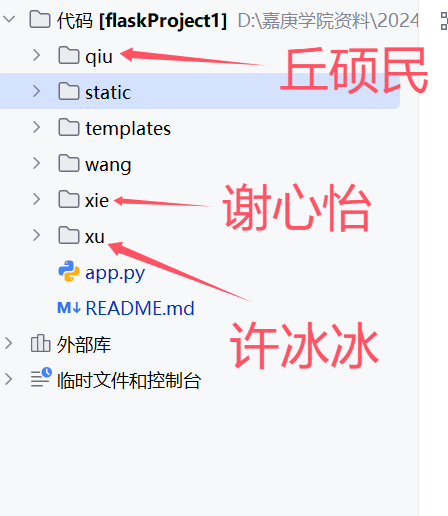 代码 [flaskProject1] D:\嘉庚学院资料\2024
qiu
丘硕民
static
templates
wang
xie
谢心怡
xu
app.py
M↓ README.md
许冰冰
外部库
临时文件和控制台